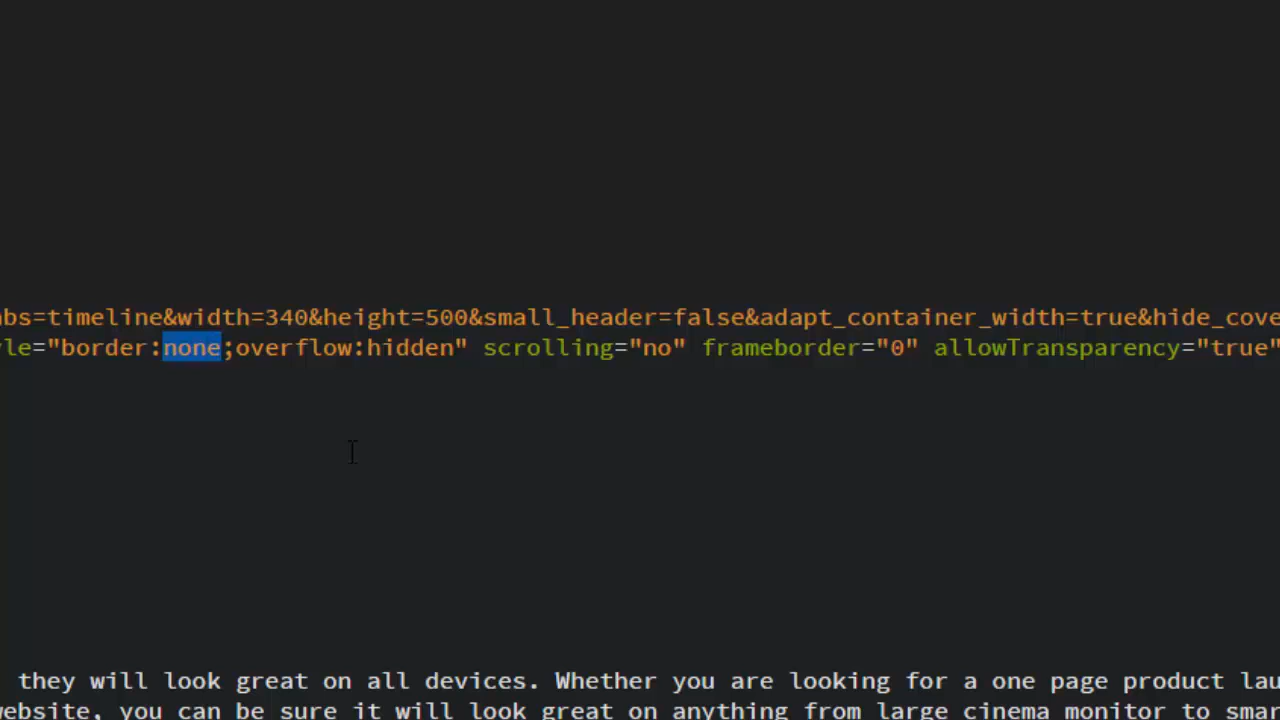 abs=timeline&width=340&height=500&small_header=false&adapt_container_width=true&hide_cove
yle="border:none;overflow:hidden" scrolling="no" frameborder="0" allowTransparency="true"
they will look great on all devices. Whether you are looking for a one page product lau
website, you can be sure it will look great on anything from large cinema monitor to smar